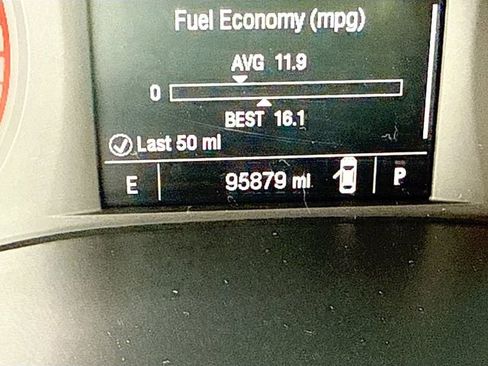 Fuel Economy (mpg)
AVG 11.9
0
BEST 16.1
Last 50 mi
E 95879 mi P